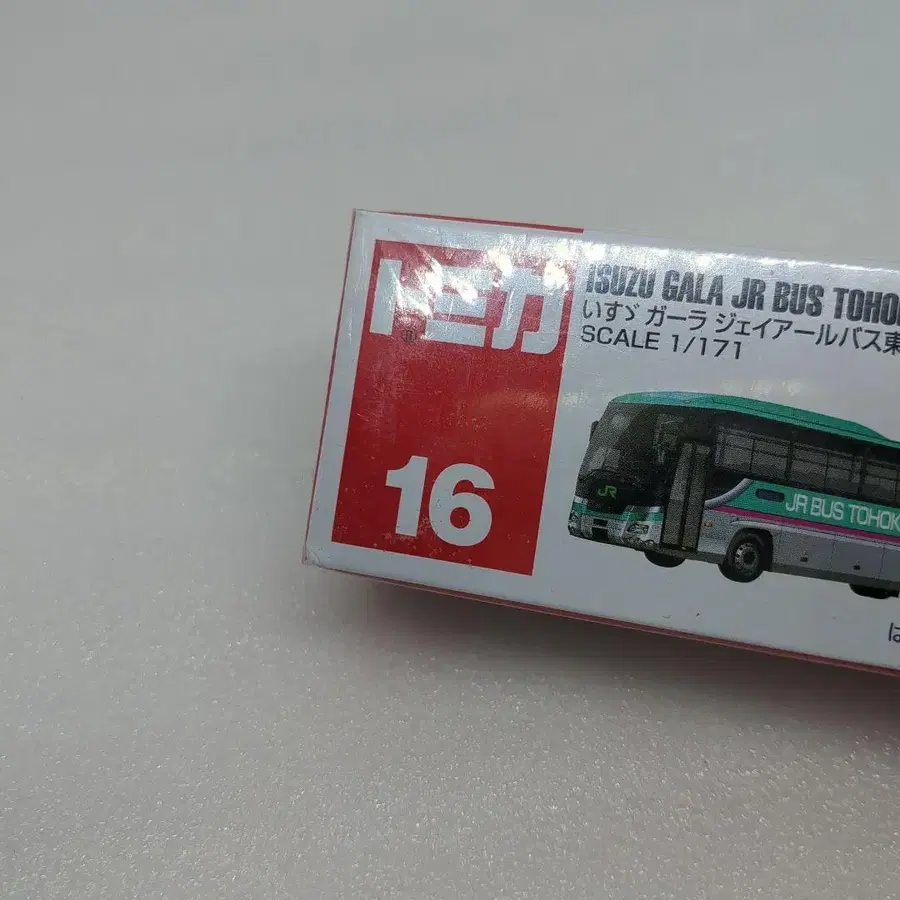 トミカ
16
ISUZU GALA JR BUS TOHO
いすゞ ガーラ ジェイアールバス東
SCALE 1/171
JR
JR BUS TOHOK
は